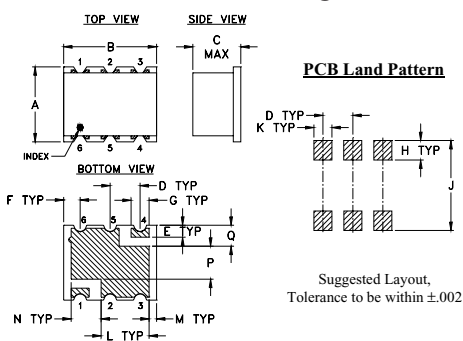 TOP VIEW
SIDE VIEW
B
C
MAX
1 2 3
A
6 5 4
INDEX
PCB Land Pattern
D TYP
K TYP
H TYP
J
BOTTOM VIEW
D TYP
F TYP
G TYP
6 5 4
E TYP
Q
P
1 2 3
N TYP
M TYP
L TYP
Suggested Layout,
Tolerance to be within ±.002